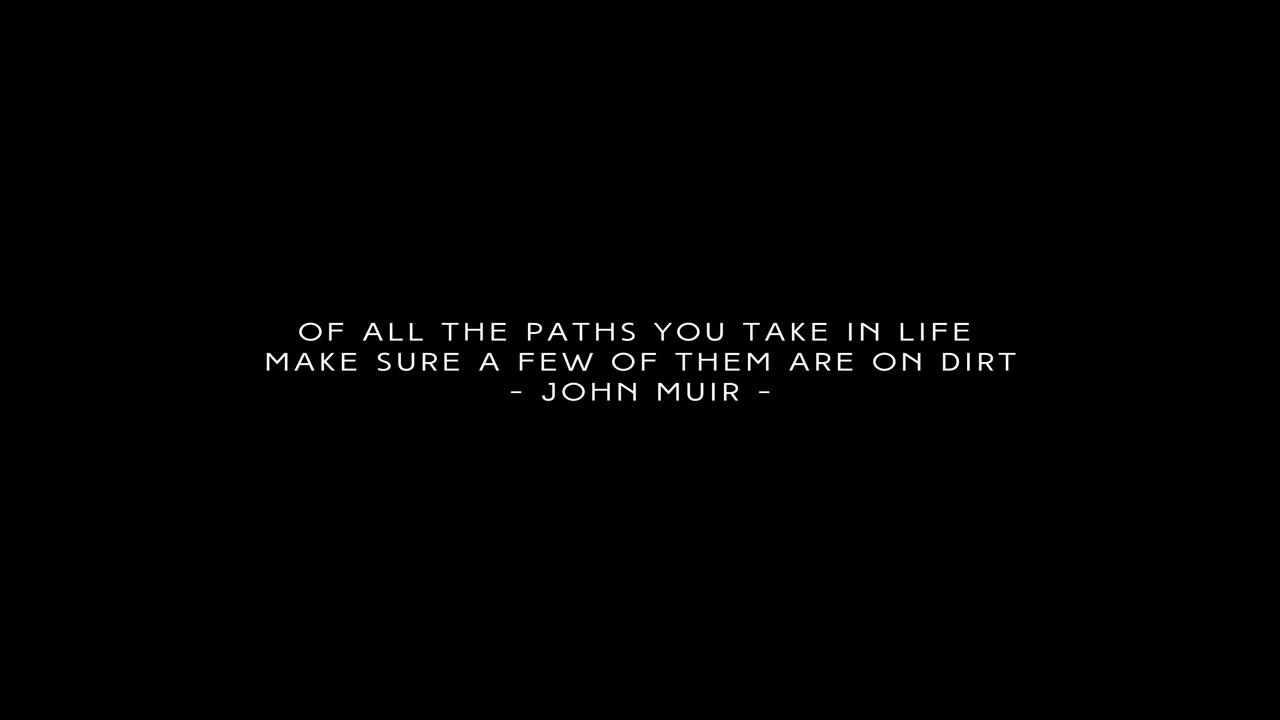 OF ALL THE PATHS YOU TAKE IN LIFE
MAKE SURE A FEW OF THEM ARE ON DIRT
- JOHN MUIR -